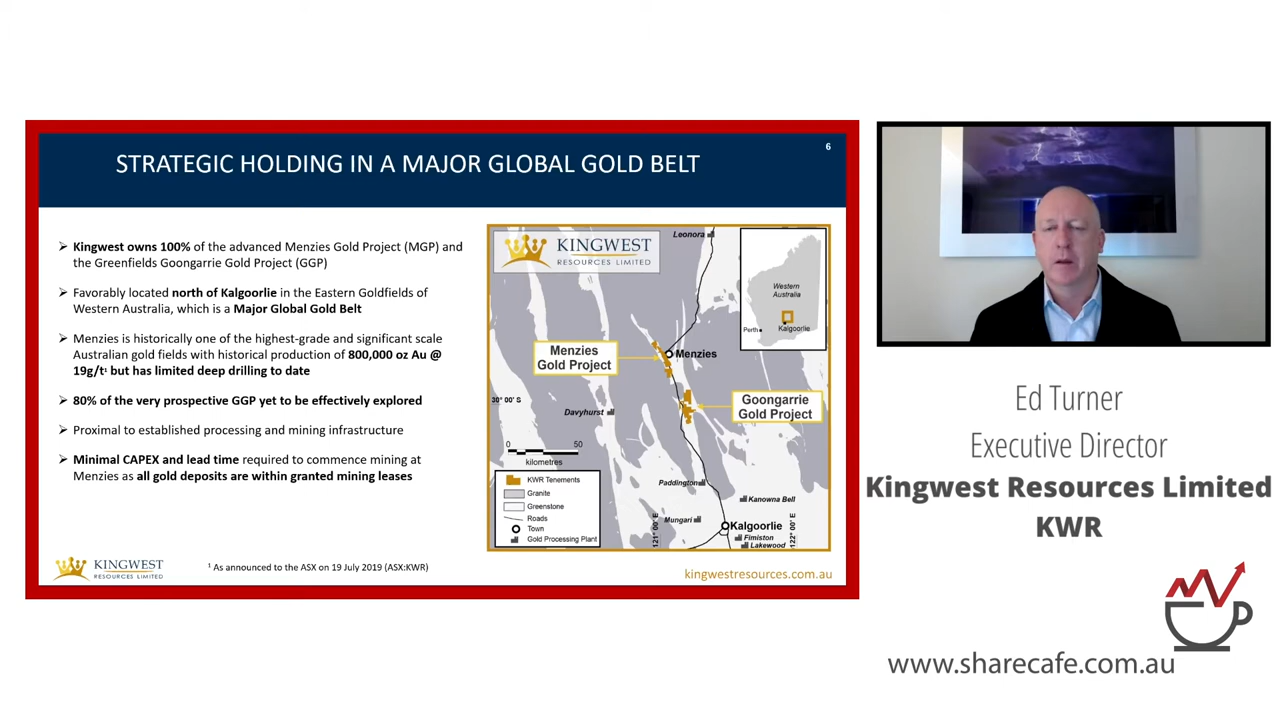 STRATEGIC HOLDING IN A MAJOR GLOBAL GOLD BELT
6
➢ Kingwest owns 100% of the advanced Menzies Gold Project (MGP) and
the Greenfields Goongarrie Gold Project (GGP)
➢ Favorably located north of Kalgoorlie in the Eastern Goldfields of
Western Australia, which is a Major Global Gold Belt
➢ Menzies is historically one of the highest-grade and significant scale
Australian gold fields with historical production of 800,000 oz Au @
19g/t¹ but has limited deep drilling to date
➢ 80% of the very prospective GGP yet to be effectively explored
➢ Proximal to established processing and mining infrastructure
➢ Minimal CAPEX and lead time required to commence mining at
Menzies as all gold deposits are within granted mining leases
KINGWEST
RESOURCES LIMITED
¹ As announced to the ASX on 19 July 2019 (ASX:KWR)
kingwestresources.com.au
KINGWEST
RESOURCES LIMITED
Leonora
Western
Australia
Perth
Kalgoorlie
Menzies
Gold Project
Menzies
Goongarrie
Gold Project
30° 00' S
Davyhurst
0 50
kilometres
KWR Tenements
Granite
Greenstone
Roads
Town
Gold Processing Plant
Paddington
Kanowna Bell
Mungari
Kalgoorlie
Fimiston
Lakewood
121° 00' E
122° 00' E
Ed Turner
Executive Director
Kingwest Resources Limited
KWR
www.sharecafe.com.au